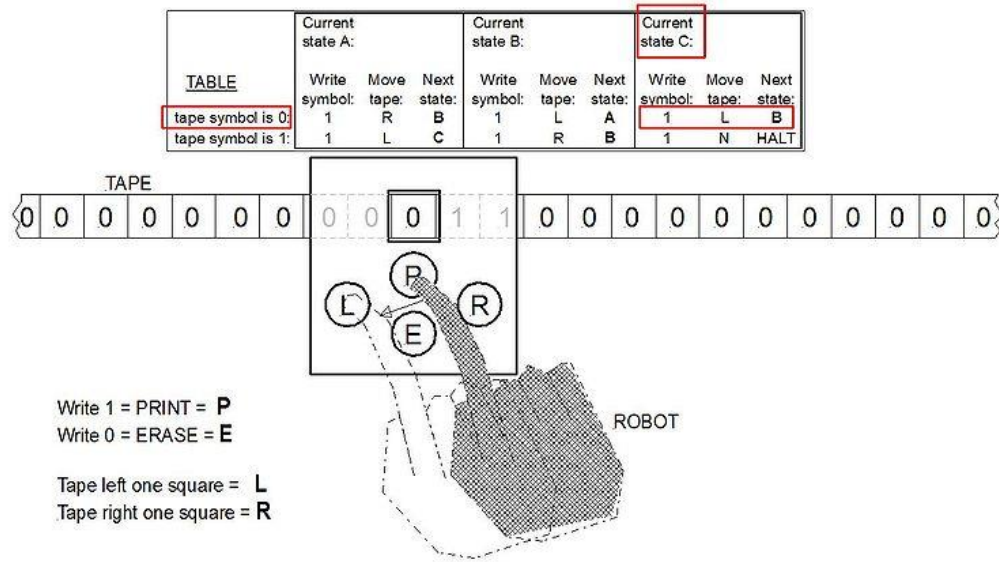 Current Current Current
state A: state B: state C:
TABLE Write Move Next Write Move Next Write Move Next
symbol: tape: state: symbol: tape: state: symbol: tape: state:
tape symbol is 0: 1 R B 1 L A 1 L B
tape symbol is 1: 1 L C 1 R B 1 N HALT
TAPE
0 0 0 0 0 0 0 0 0 0 1 1 0 0 0 0 0 0 0 0 0 0 0
P
L R
E
ROBOT
Write 1 = PRINT = P
Write 0 = ERASE = E
Tape left one square = L
Tape right one square = R